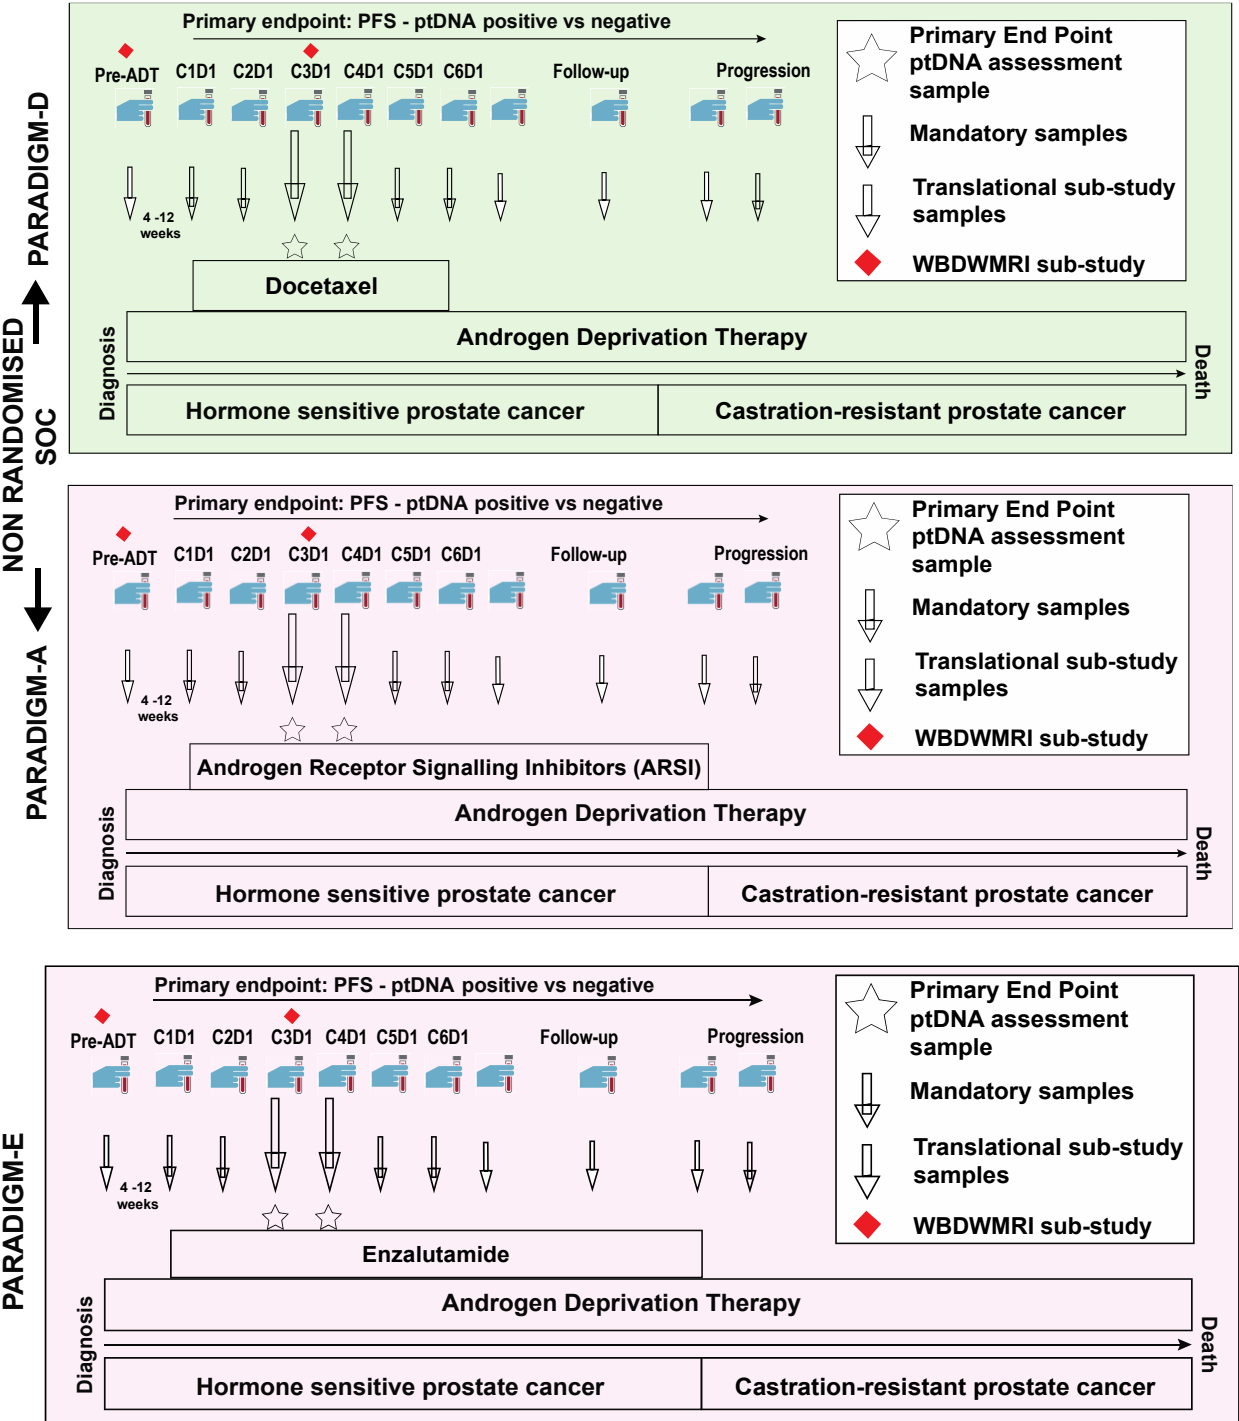 NON RANDOMISED
SOC
PARADIGM-D
Primary endpoint: PFS - ptDNA positive vs negative
Pre-ADT C1D1 C2D1 C3D1 C4D1 C5D1 C6D1 Follow-up Progression
4 -12
weeks
Docetaxel
Androgen Deprivation Therapy
Diagnosis
Death
Hormone sensitive prostate cancer
Castration-resistant prostate cancer
Primary End Point
ptDNA assessment
sample
Mandatory samples
Translational sub-study
samples
WBDWMRI sub-study
PARADIGM-A
Primary endpoint: PFS - ptDNA positive vs negative
Pre-ADT C1D1 C2D1 C3D1 C4D1 C5D1 C6D1 Follow-up Progression
4 -12
weeks
Androgen Receptor Signalling Inhibitors (ARSI)
Androgen Deprivation Therapy
Diagnosis
Death
Hormone sensitive prostate cancer
Castration-resistant prostate cancer
Primary End Point
ptDNA assessment
sample
Mandatory samples
Translational sub-study
samples
WBDWMRI sub-study
PARADIGM-E
Primary endpoint: PFS - ptDNA positive vs negative
Pre-ADT C1D1 C2D1 C3D1 C4D1 C5D1 C6D1 Follow-up Progression
4 -12
weeks
Enzalutamide
Androgen Deprivation Therapy
Diagnosis
Death
Hormone sensitive prostate cancer
Castration-resistant prostate cancer
Primary End Point
ptDNA assessment
sample
Mandatory samples
Translational sub-study
samples
WBDWMRI sub-study